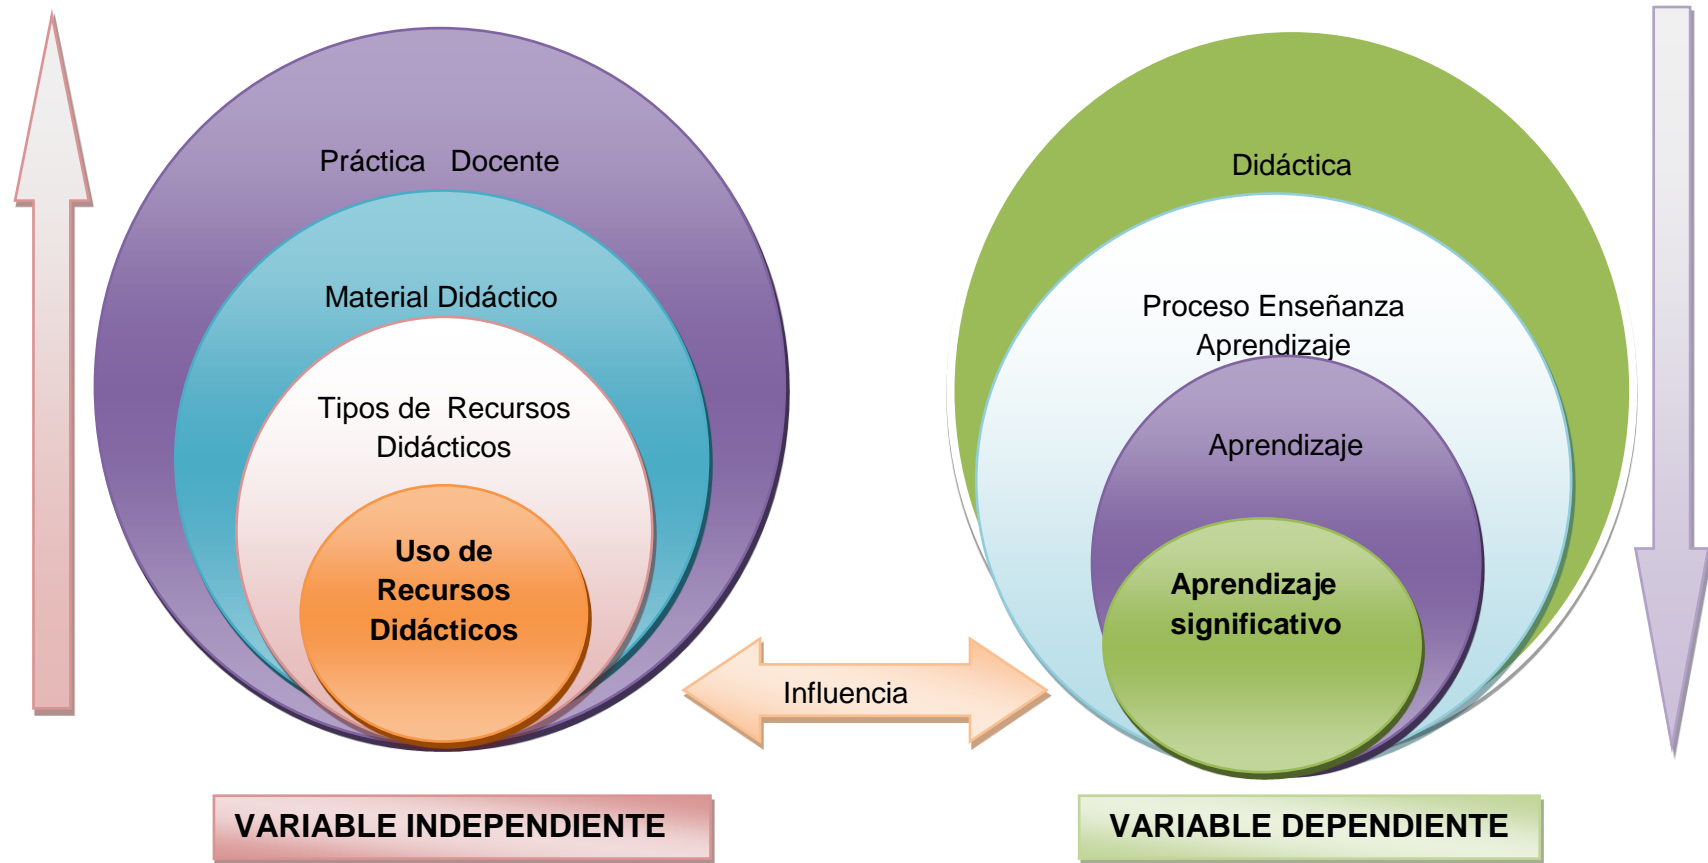 Práctica Docente
Material Didáctico
Tipos de Recursos
Didácticos
Uso de
Recursos
Didácticos
Didáctica
Proceso Enseñanza
Aprendizaje
Aprendizaje
Aprendizaje
significativo
Influencia
VARIABLE INDEPENDIENTE
VARIABLE DEPENDIENTE